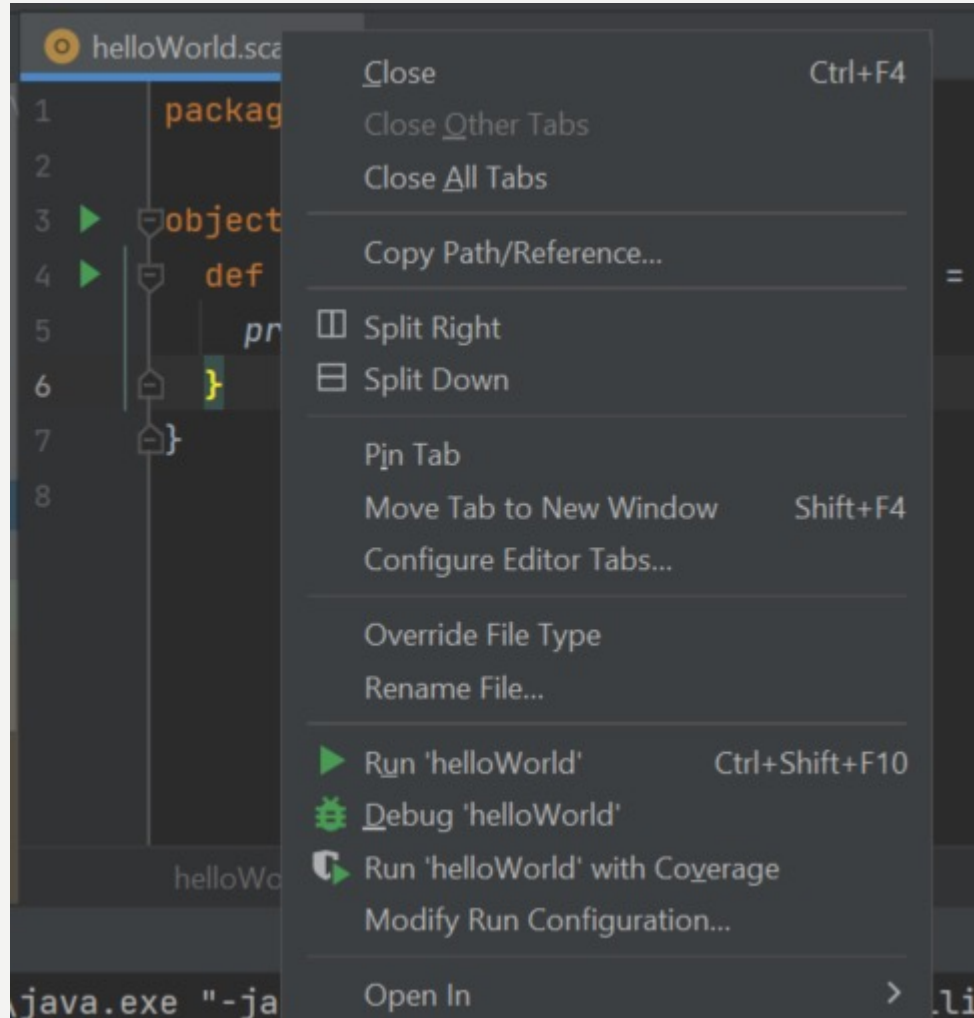 helloWorld.sca
Close Ctrl+F4
1 packag
Close Other Tabs
2
Close All Tabs
3 object
Copy Path/Reference...
4 def =
5 pr
Split Right
6 }
Split Down
7 }
Pin Tab
8
Move Tab to New Window Shift+F4
Configure Editor Tabs...
Override File Type
Rename File...
Run 'helloWorld' Ctrl+Shift+F10
Debug 'helloWorld'
Run 'helloWorld' with Coverage
helloWo
Modify Run Configuration...
Open In
\java.exe "-ja .li